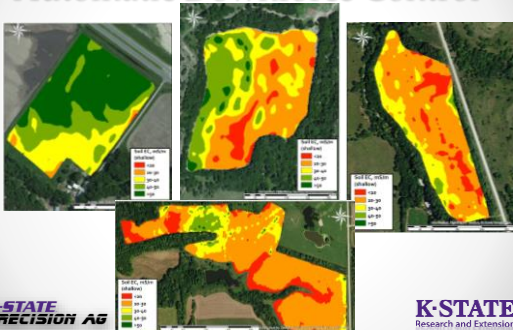 Soil EC, mS/m
(shallow)
<20
20-30
30-40
40-50
>50
Soil EC, mS/m
(shallow)
<20
20-30
30-40
40-50
>50
Soil EC, mS/m
(shallow)
<20
20-30
30-40
40-50
>50
Soil EC, mS/m
(shallow)
<20
20-30
30-40
40-50
>50
-STATE
RECISION AG
K-STATE
Research and Extension